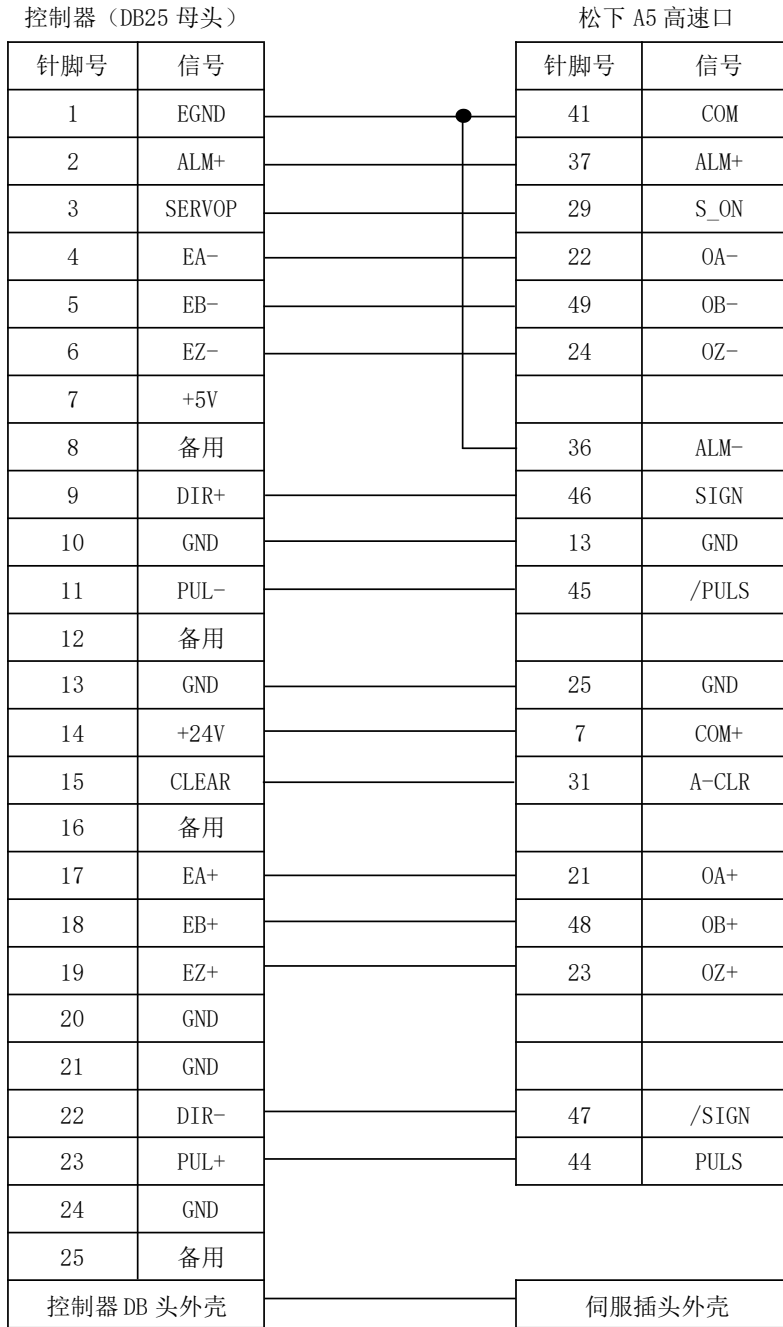 控制器（DB25 母头） 松下 A5 高速口
针脚号 信号 针脚号 信号
1 EGND 41 COM
2 ALM+ 37 ALM+
3 SERVOP 29 S_ON
4 EA- 22 OA-
5 EB- 49 OB-
6 EZ- 24 OZ-
7 +5V
8 备用 36 ALM-
9 DIR+ 46 SIGN
10 GND 13 GND
11 PUL- 45 /PULS
12 备用
13 GND 25 GND
14 +24V 7 COM+
15 CLEAR 31 A-CLR
16 备用
17 EA+ 21 OA+
18 EB+ 48 OB+
19 EZ+ 23 OZ+
20 GND
21 GND
22 DIR- 47 /SIGN
23 PUL+ 44 PULS
24 GND
25 备用
控制器 DB 头外壳 伺服插头外壳